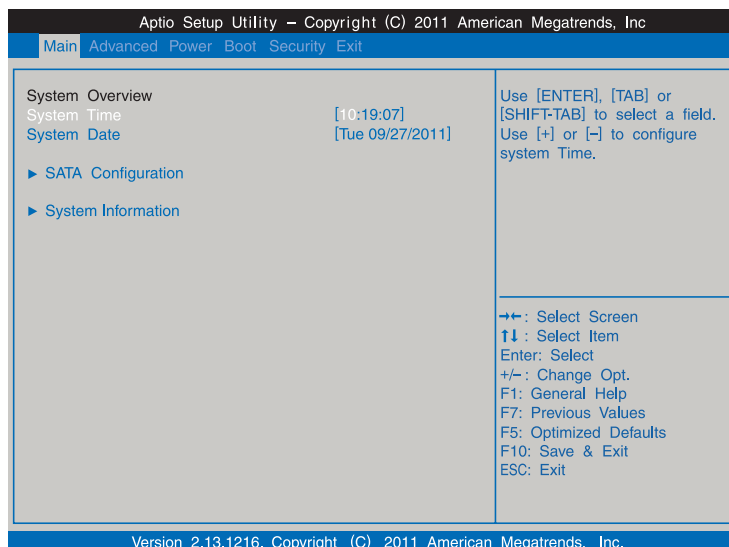 Aptio Setup Utility – Copyright (C) 2011 American Megatrends, Inc
Main Advanced Power Boot Security Exit
System Overview
System Time [10:19:07]
System Date [Tue 09/27/2011]
► SATA Configuration
► System Information
Use [ENTER], [TAB] or
[SHIFT-TAB] to select a field.
Use [+] or [–] to configure
system Time.
→←: Select Screen
↑↓: Select Item
Enter: Select
+/–: Change Opt.
F1: General Help
F7: Previous Values
F5: Optimized Defaults
F10: Save & Exit
ESC: Exit
Version 2.13.1216. Copyright (C) 2011 American Megatrends, Inc.